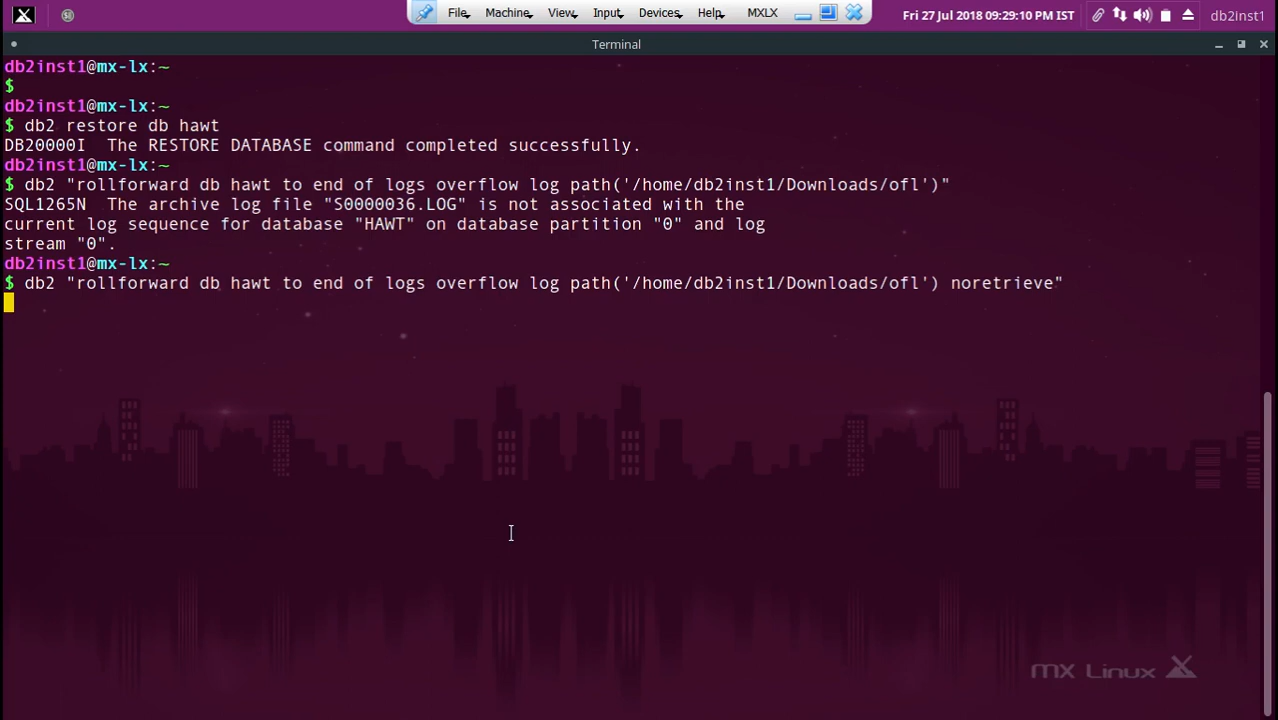 File Machine View Input Devices Help MXLX
Fri 27 Jul 2018 09:29:10 PM IST
db2inst1
Terminal
db2inst1@mx-lx:~
$
db2inst1@mx-lx:~
$ db2 restore db hawt
DB20000I  The RESTORE DATABASE command completed successfully.
db2inst1@mx-lx:~
$ db2 "rollforward db hawt to end of logs overflow log path('/home/db2inst1/Downloads/ofl')"
SQL1265N  The archive log file "S0000036.LOG" is not associated with the
current log sequence for database "HAWT" on database partition "0" and log
stream "0".
db2inst1@mx-lx:~
$ db2 "rollforward db hawt to end of logs overflow log path('/home/db2inst1/Downloads/ofl') noretrieve"
MX Linux